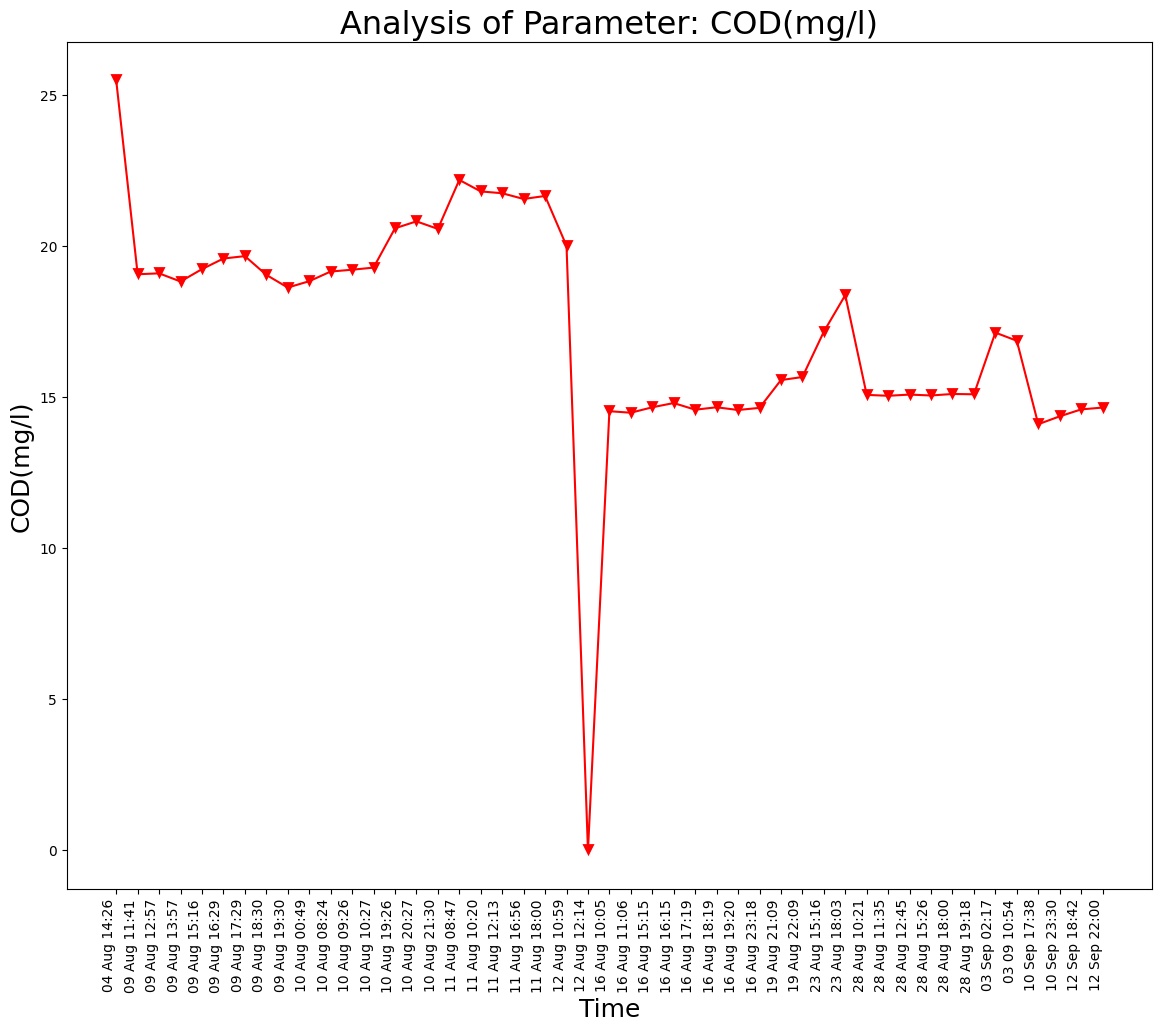 Analysis of Parameter: COD(mg/l)
COD(mg/l)
25
20
15
10
5
0
04 Aug 14:26
09 Aug 11:41
09 Aug 12:57
09 Aug 13:57
09 Aug 15:16
09 Aug 16:29
09 Aug 17:29
09 Aug 18:30
09 Aug 19:30
10 Aug 00:49
10 Aug 08:24
10 Aug 09:26
10 Aug 10:27
10 Aug 19:26
10 Aug 20:27
10 Aug 21:30
11 Aug 08:47
11 Aug 10:20
11 Aug 12:13
11 Aug 16:56
11 Aug 18:00
12 Aug 10:59
12 Aug 12:14
16 Aug 10:05
16 Aug 11:06
16 Aug 15:15
16 Aug 16:15
16 Aug 17:19
16 Aug 18:19
16 Aug 19:20
16 Aug 23:18
19 Aug 21:09
19 Aug 22:09
23 Aug 15:16
23 Aug 18:03
28 Aug 10:21
28 Aug 11:35
28 Aug 12:45
28 Aug 15:26
28 Aug 18:00
28 Aug 19:18
03 Sep 02:17
03 09 10:54
10 Sep 17:38
10 Sep 23:30
12 Sep 18:42
12 Sep 22:00
Time